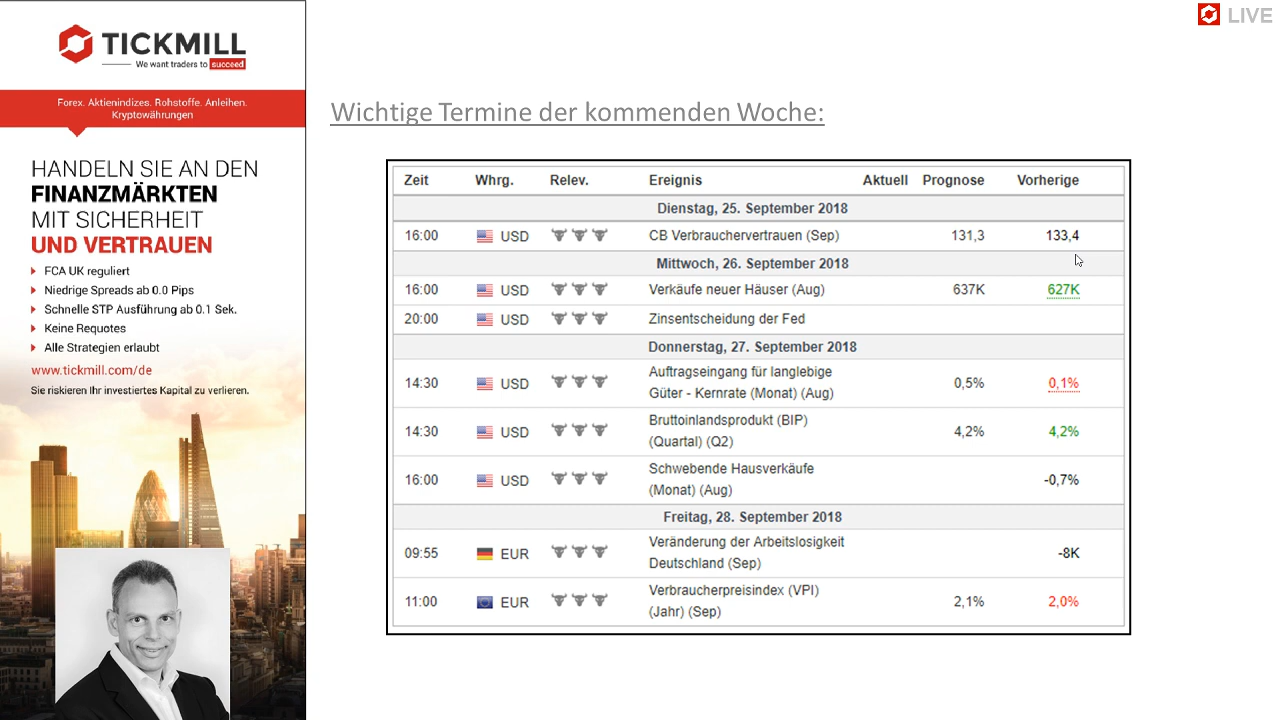 TICKMILL
We want traders to succeed
Forex. Aktienindizes. Rohstoffe. Anleihen.
Kryptowährungen
HANDELN SIE AN DEN
FINANZMÄRKTEN
MIT SICHERHEIT
UND VERTRAUEN
FCA UK reguliert
Niedrige Spreads ab 0.0 Pips
Schnelle STP Ausführung ab 0.1 Sek.
Keine Requotes
Alle Strategien erlaubt
www.tickmill.com/de
Sie riskieren Ihr investiertes Kapital zu verlieren.
LIVE
Wichtige Termine der kommenden Woche:
Zeit Whrg. Relev. Ereignis Aktuell Prognose Vorherige
Dienstag, 25. September 2018
16:00 USD CB Verbrauchervertrauen (Sep) 131,3 133,4
Mittwoch, 26. September 2018
16:00 USD Verkäufe neuer Häuser (Aug) 637K 627K
20:00 USD Zinsentscheidung der Fed
Donnerstag, 27. September 2018
14:30 USD Auftragseingang für langlebige
Güter - Kernrate (Monat) (Aug) 0,5% 0,1%
14:30 USD Bruttoinlandsprodukt (BIP)
(Quartal) (Q2) 4,2% 4,2%
16:00 USD Schwebende Hausverkäufe
(Monat) (Aug) -0,7%
Freitag, 28. September 2018
09:55 EUR Veränderung der Arbeitslosigkeit
Deutschland (Sep) -8K
11:00 EUR Verbraucherpreisindex (VPI)
(Jahr) (Sep) 2,1% 2,0%